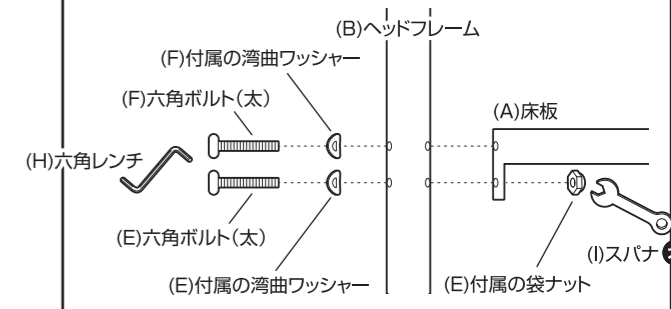 (B)ヘッドフレーム
(F)付属の湾曲ワッシャー
(F)六角ボルト(太)
(A)床板
(H)六角レンチ
(E)六角ボルト(太)
(I)スパナ
(E)付属の湾曲ワッシャー
(E)付属の袋ナット